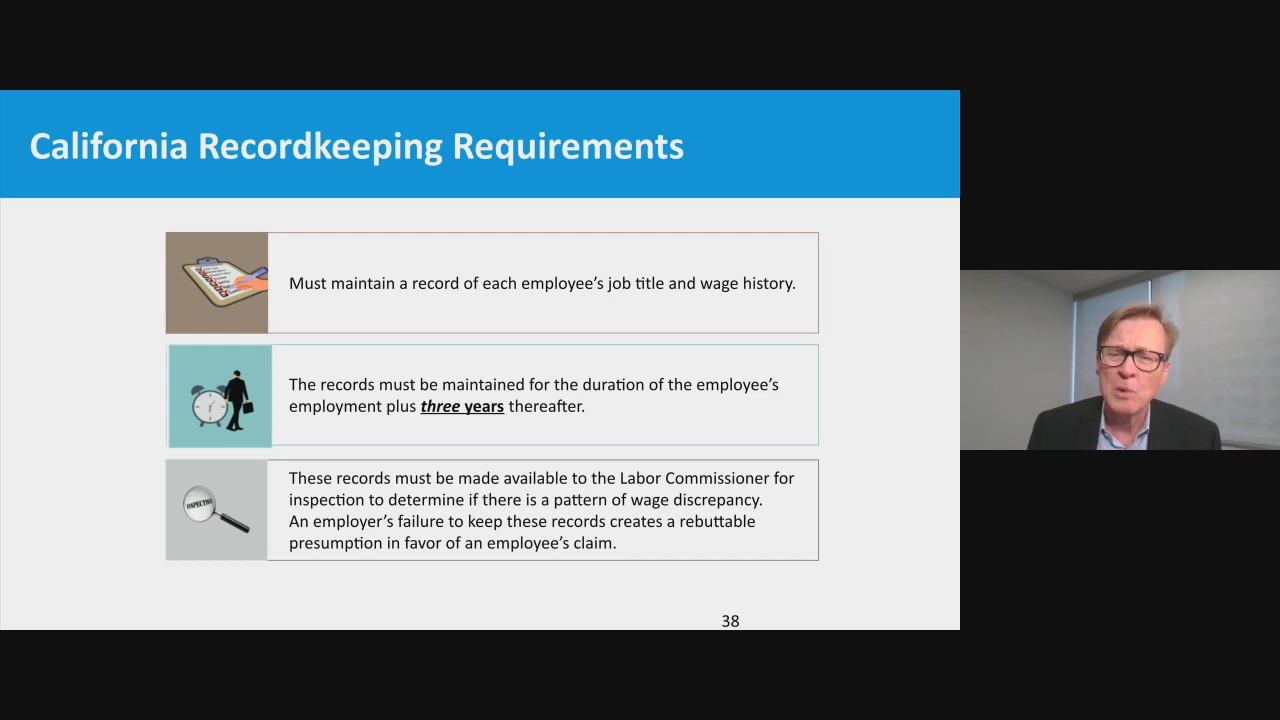 California Recordkeeping Requirements
Must maintain a record of each employee’s job title and wage history.
The records must be maintained for the duration of the employee’s
employment plus three years thereafter.
These records must be made available to the Labor Commissioner for
inspection to determine if there is a pattern of wage discrepancy.
An employer’s failure to keep these records creates a rebuttable
presumption in favor of an employee’s claim.
38